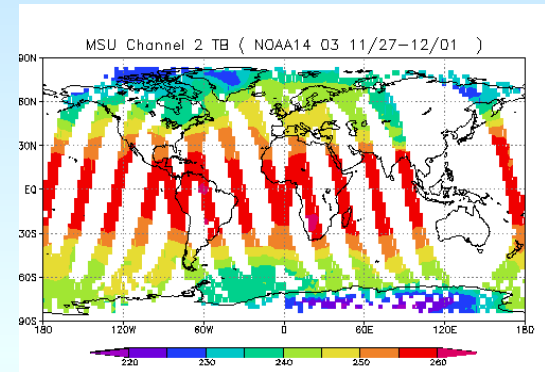 MSU Channel 2 TB ( NOAA14 03 11/27-12/01 )
90N
60N
30N
EQ
30S
60S
90S
180 120W 60W 0 60E 120E 180
220 230 240 250 260